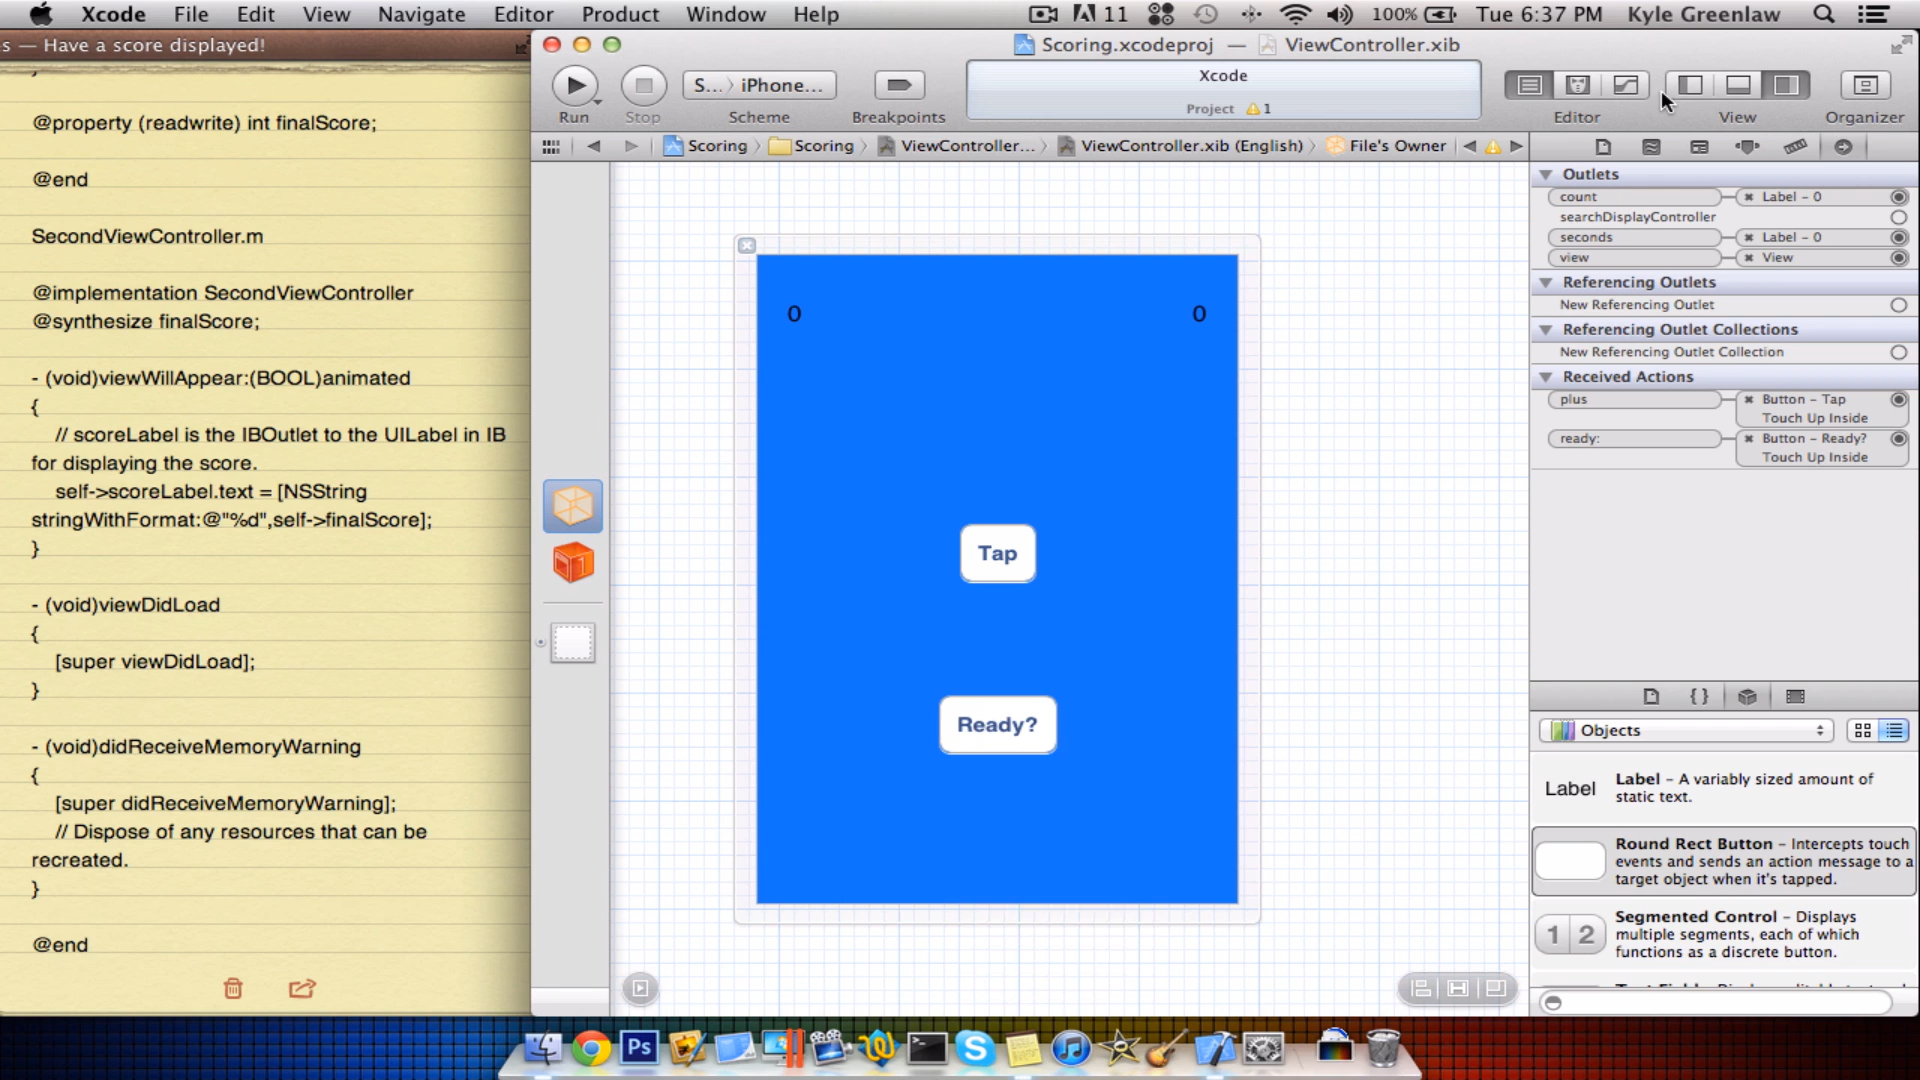 Xcode File Edit View Navigate Editor Product Window Help
11 100% Tue 6:37 PM Kyle Greenlaw
s — Have a score displayed!
@property (readwrite) int finalScore;
@end
SecondViewController.m
@implementation SecondViewController
@synthesize finalScore;
- (void)viewWillAppear:(BOOL)animated
{
// scoreLabel is the IBOutlet to the UILabel in IB
for displaying the score.
self->scoreLabel.text = [NSString
stringWithFormat:@"%d",self->finalScore];
}
- (void)viewDidLoad
{
[super viewDidLoad];
}
- (void)didReceiveMemoryWarning
{
[super didReceiveMemoryWarning];
// Dispose of any resources that can be
recreated.
}
@end
Scoring.xcodeproj — ViewController.xib
S... iPhone...
Run Stop Scheme Breakpoints
Xcode
Project 1
Editor View Organizer
Scoring Scoring ViewController... ViewController.xib (English) File's Owner
0 0
Tap
Ready?
Outlets
count Label - 0
searchDisplayController
seconds Label - 0
view View
Referencing Outlets
New Referencing Outlet
Referencing Outlet Collections
New Referencing Outlet Collection
Received Actions
plus Button - Tap
Touch Up Inside
ready: Button - Ready?
Touch Up Inside
{ }
Objects
Label Label - A variably sized amount of
static text.
Round Rect Button - Intercepts touch
events and sends an action message to a
target object when it's tapped.
1 2 Segmented Control - Displays
multiple segments, each of which
functions as a discrete button.
Ps